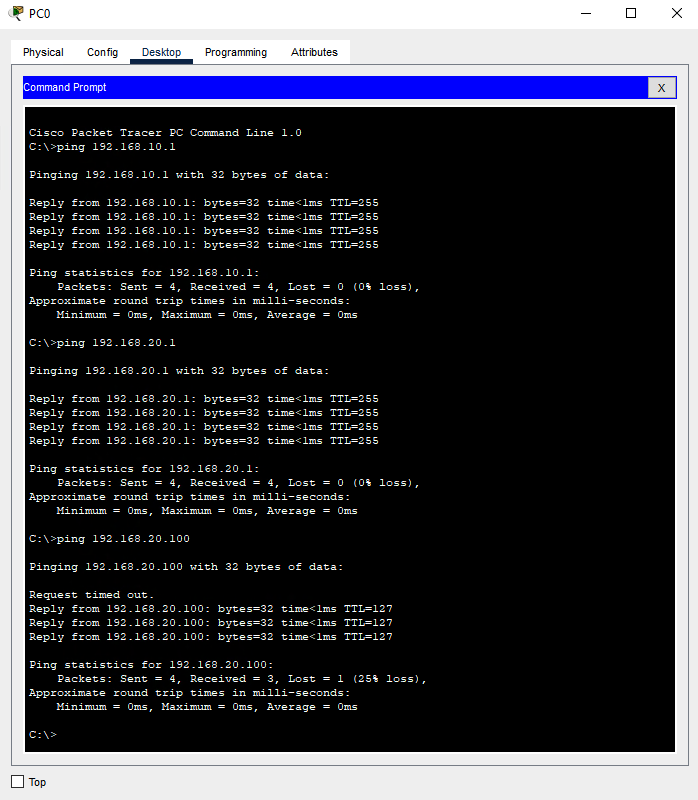 PC0
Physical Config Desktop Programming Attributes
Command Prompt X
Cisco Packet Tracer PC Command Line 1.0
C:\>ping 192.168.10.1
Pinging 192.168.10.1 with 32 bytes of data:
Reply from 192.168.10.1: bytes=32 time<1ms TTL=255
Reply from 192.168.10.1: bytes=32 time<1ms TTL=255
Reply from 192.168.10.1: bytes=32 time<1ms TTL=255
Reply from 192.168.10.1: bytes=32 time<1ms TTL=255
Ping statistics for 192.168.10.1:
Packets: Sent = 4, Received = 4, Lost = 0 (0% loss),
Approximate round trip times in milli-seconds:
Minimum = 0ms, Maximum = 0ms, Average = 0ms
C:\>ping 192.168.20.1
Pinging 192.168.20.1 with 32 bytes of data:
Reply from 192.168.20.1: bytes=32 time<1ms TTL=255
Reply from 192.168.20.1: bytes=32 time<1ms TTL=255
Reply from 192.168.20.1: bytes=32 time<1ms TTL=255
Reply from 192.168.20.1: bytes=32 time<1ms TTL=255
Ping statistics for 192.168.20.1:
Packets: Sent = 4, Received = 4, Lost = 0 (0% loss),
Approximate round trip times in milli-seconds:
Minimum = 0ms, Maximum = 0ms, Average = 0ms
C:\>ping 192.168.20.100
Pinging 192.168.20.100 with 32 bytes of data:
Request timed out.
Reply from 192.168.20.100: bytes=32 time<1ms TTL=127
Reply from 192.168.20.100: bytes=32 time<1ms TTL=127
Reply from 192.168.20.100: bytes=32 time<1ms TTL=127
Ping statistics for 192.168.20.100:
Packets: Sent = 4, Received = 3, Lost = 1 (25% loss),
Approximate round trip times in milli-seconds:
Minimum = 0ms, Maximum = 0ms, Average = 0ms
C:\>
Top